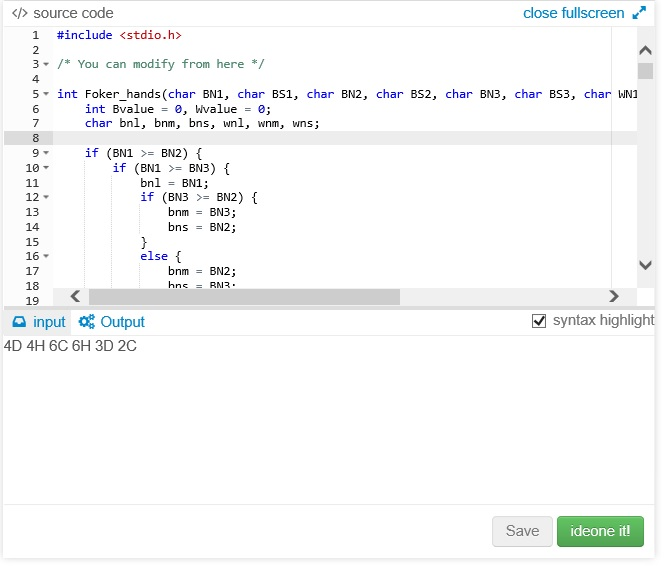 </> source code close fullscreen
1 #include <stdio.h>
2
3 /* You can modify from here */
4
5 int Foker_hands(char BN1, char BS1, char BN2, char BS2, char BN3, char BS3, char WN1
6 int Bvalue = 0, Wvalue = 0;
7 char bnl, bnm, bns, wnl, wnm, wns;
8
9 if (BN1 >= BN2) {
10 if (BN1 >= BN3) {
11 bnl = BN1;
12 if (BN3 >= BN2) {
13 bnm = BN3;
14 bns = BN2;
15 }
16 else {
17 bnm = BN2;
18 bns = BN3;
19
input Output syntax highlight
4D 4H 6C 6H 3D 2C
Save ideone it!